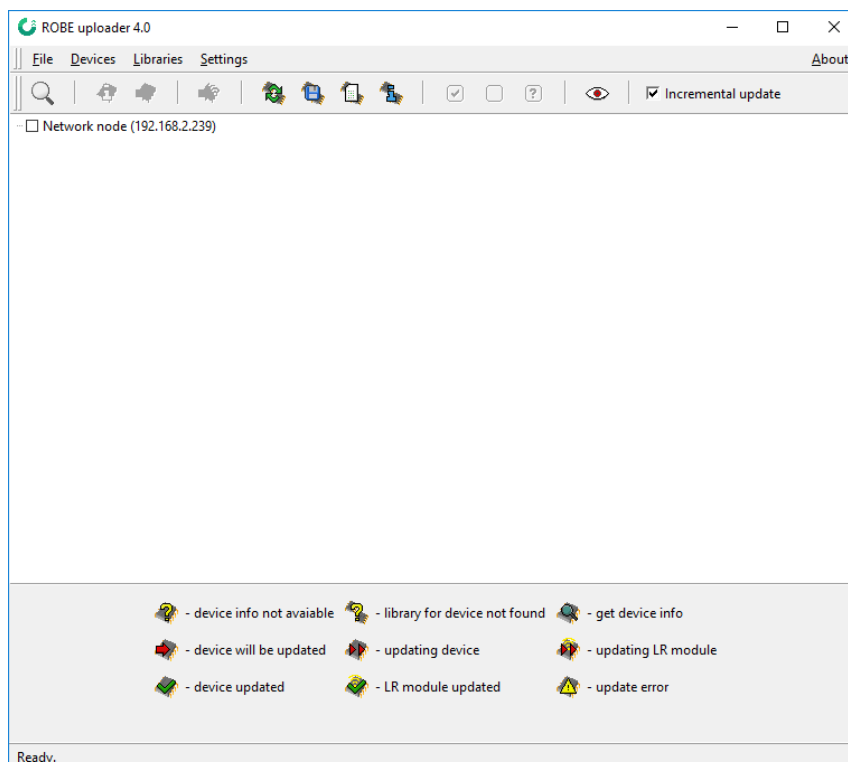 ROBE uploader 4.0
File Devices Libraries Settings About
Incremental update
Network node (192.168.2.239)
- device info not avaiable - library for device not found - get device info
- device will be updated - updating device - updating LR module
- device updated - LR module updated - update error
Ready.